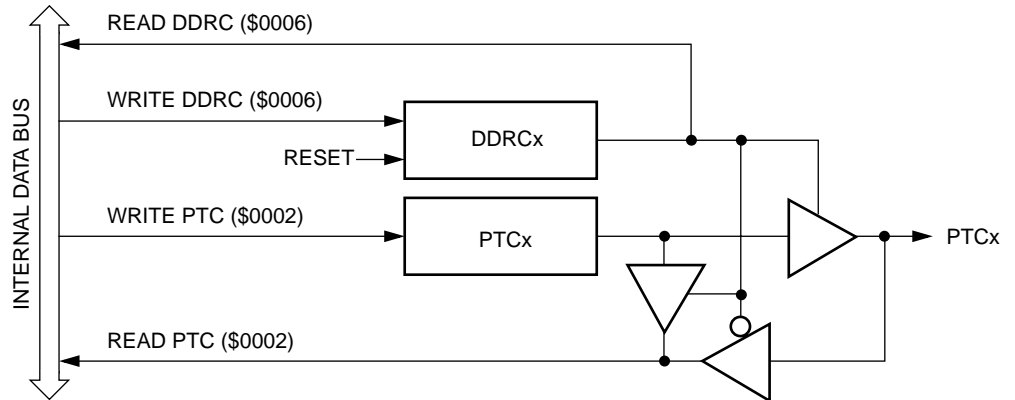 READ DDRC ($0006)
WRITE DDRC ($0006)
DDRCx
RESET
WRITE PTC ($0002)
PTCx
PTCx
READ PTC ($0002)
INTERNAL DATA BUS